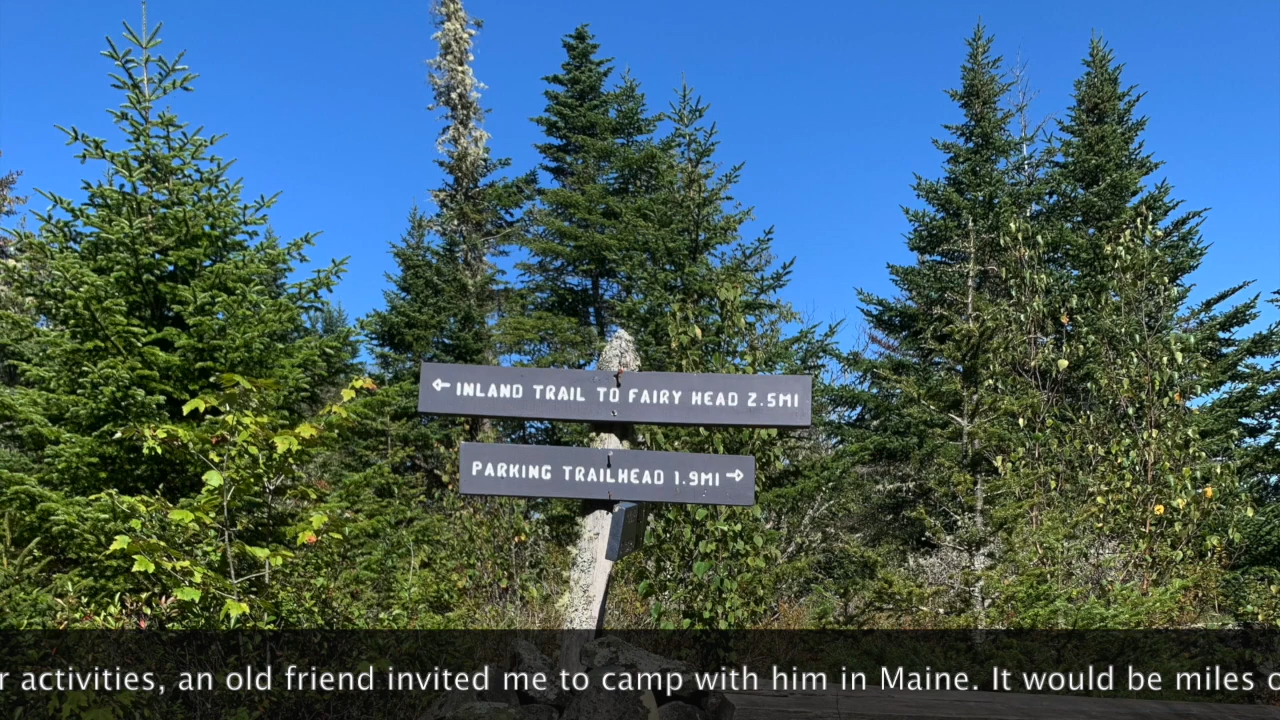 INLAND TRAIL TO FAIRY HEAD 2.5MI
PARKING TRAILHEAD 1.9MI
activities, an old friend invited me to camp with him in Maine. It would be miles